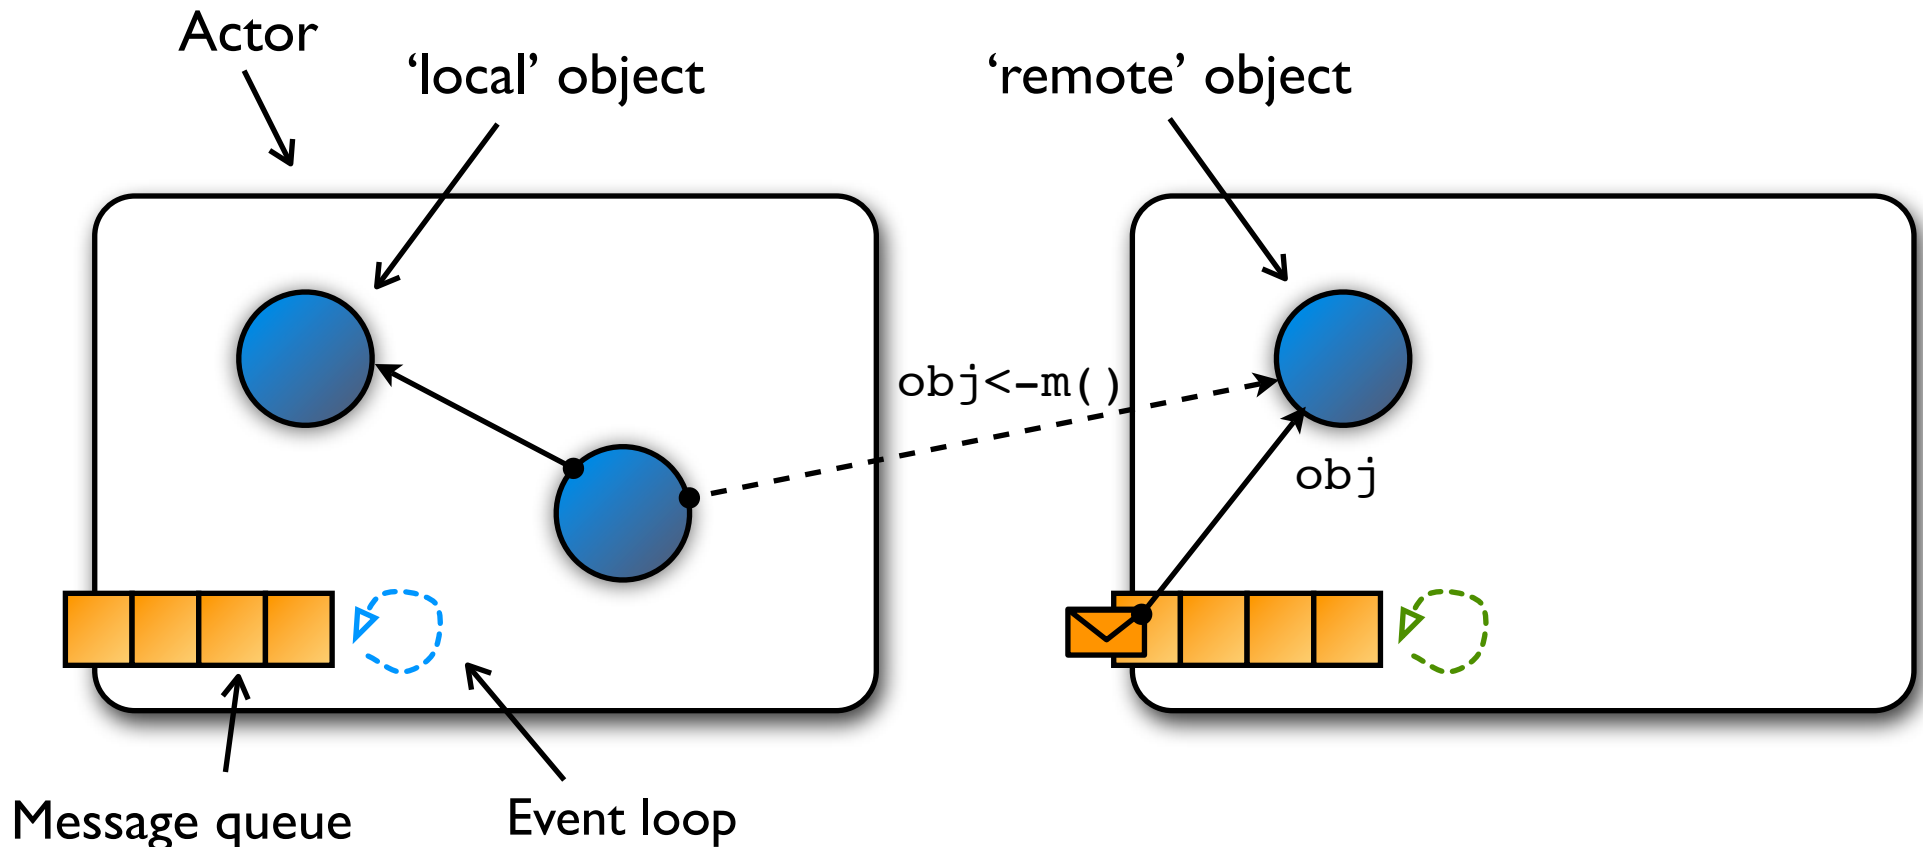 Actor
‘local’ object
‘remote’ object
obj<-m()
obj
Message queue
Event loop